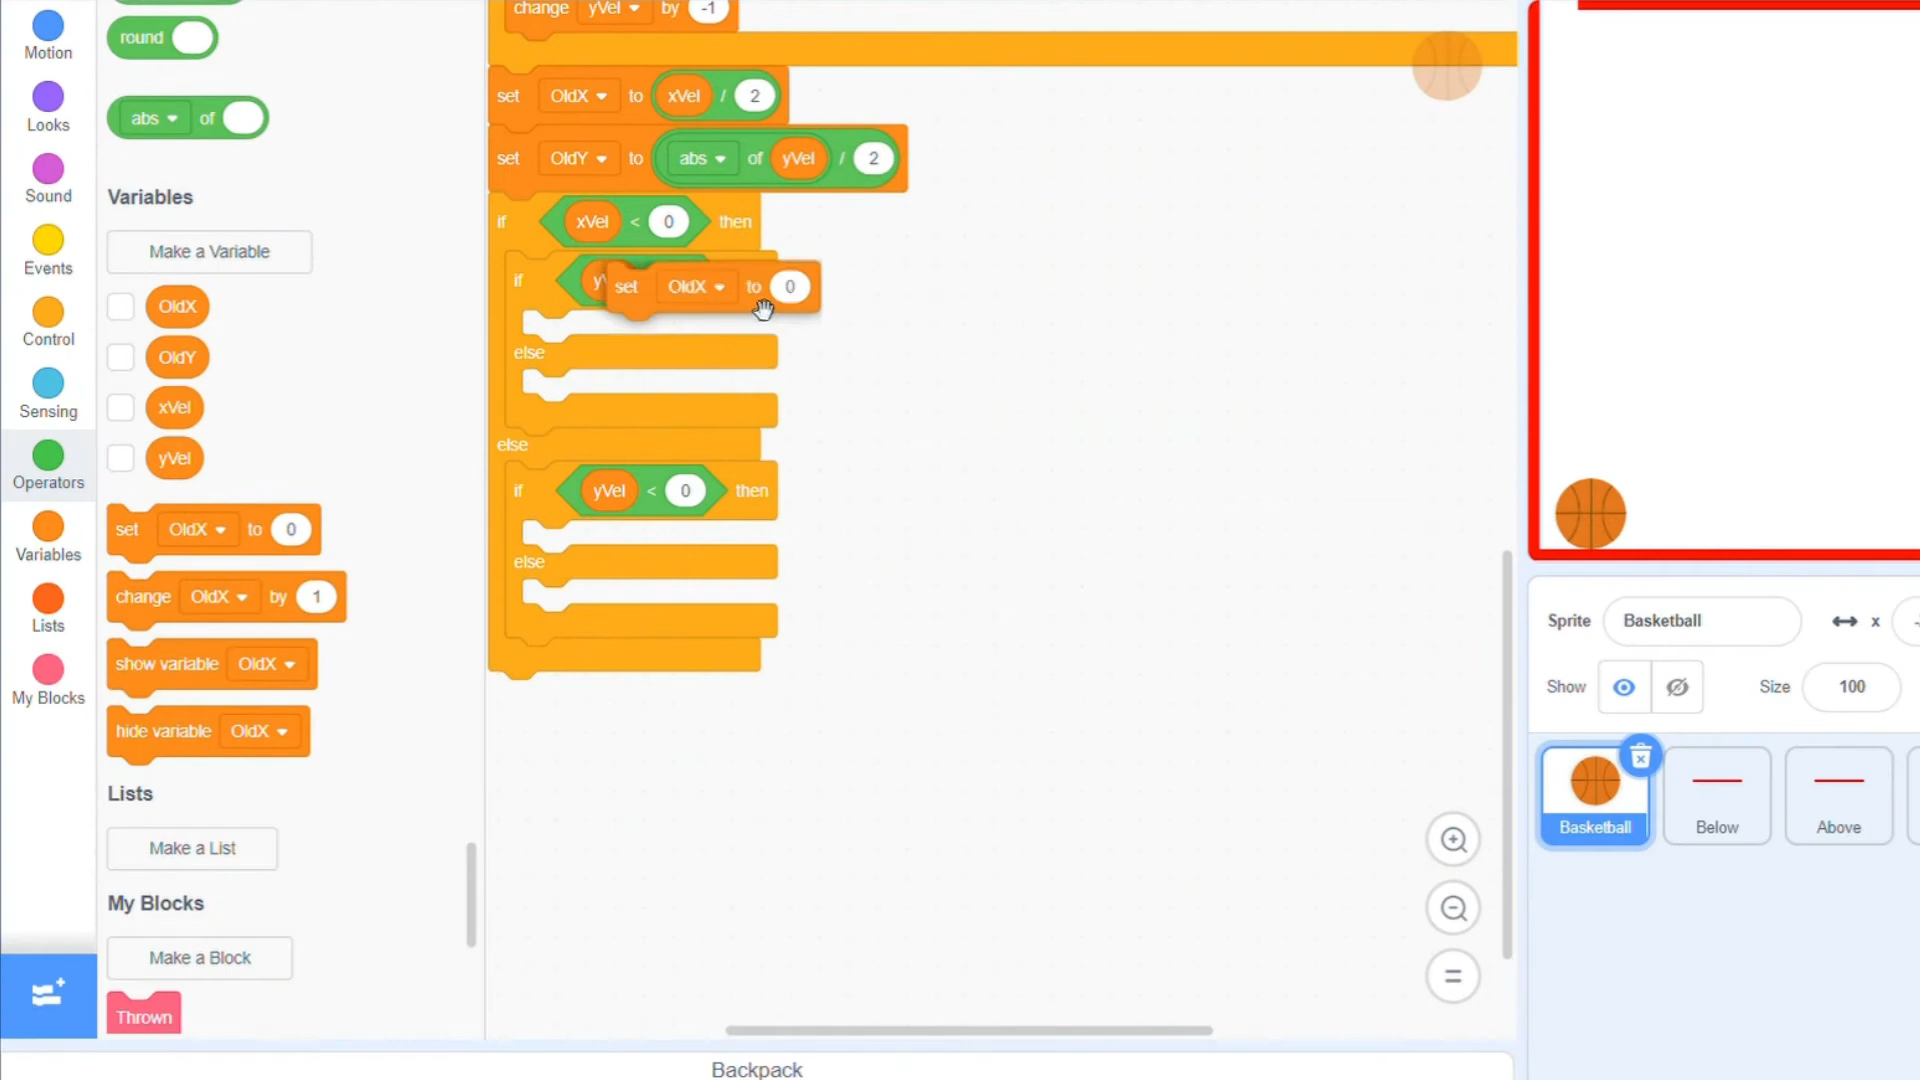 Motion
Looks
Sound
Events
Control
Sensing
Operators
Variables
Lists
My Blocks
round
abs of
Variables
Make a Variable
OldX
OldY
xVel
yVel
set OldX to 0
change OldX by 1
show variable OldX
hide variable OldX
Lists
Make a List
My Blocks
Make a Block
Thrown
change yVel by -1
set OldX to xVel / 2
set OldY to abs of yVel / 2
if xVel < 0 then
if
set OldX to 0
else
else
if yVel < 0 then
else
Backpack
Sprite Basketball x
Show Size 100
Basketball
Below
Above